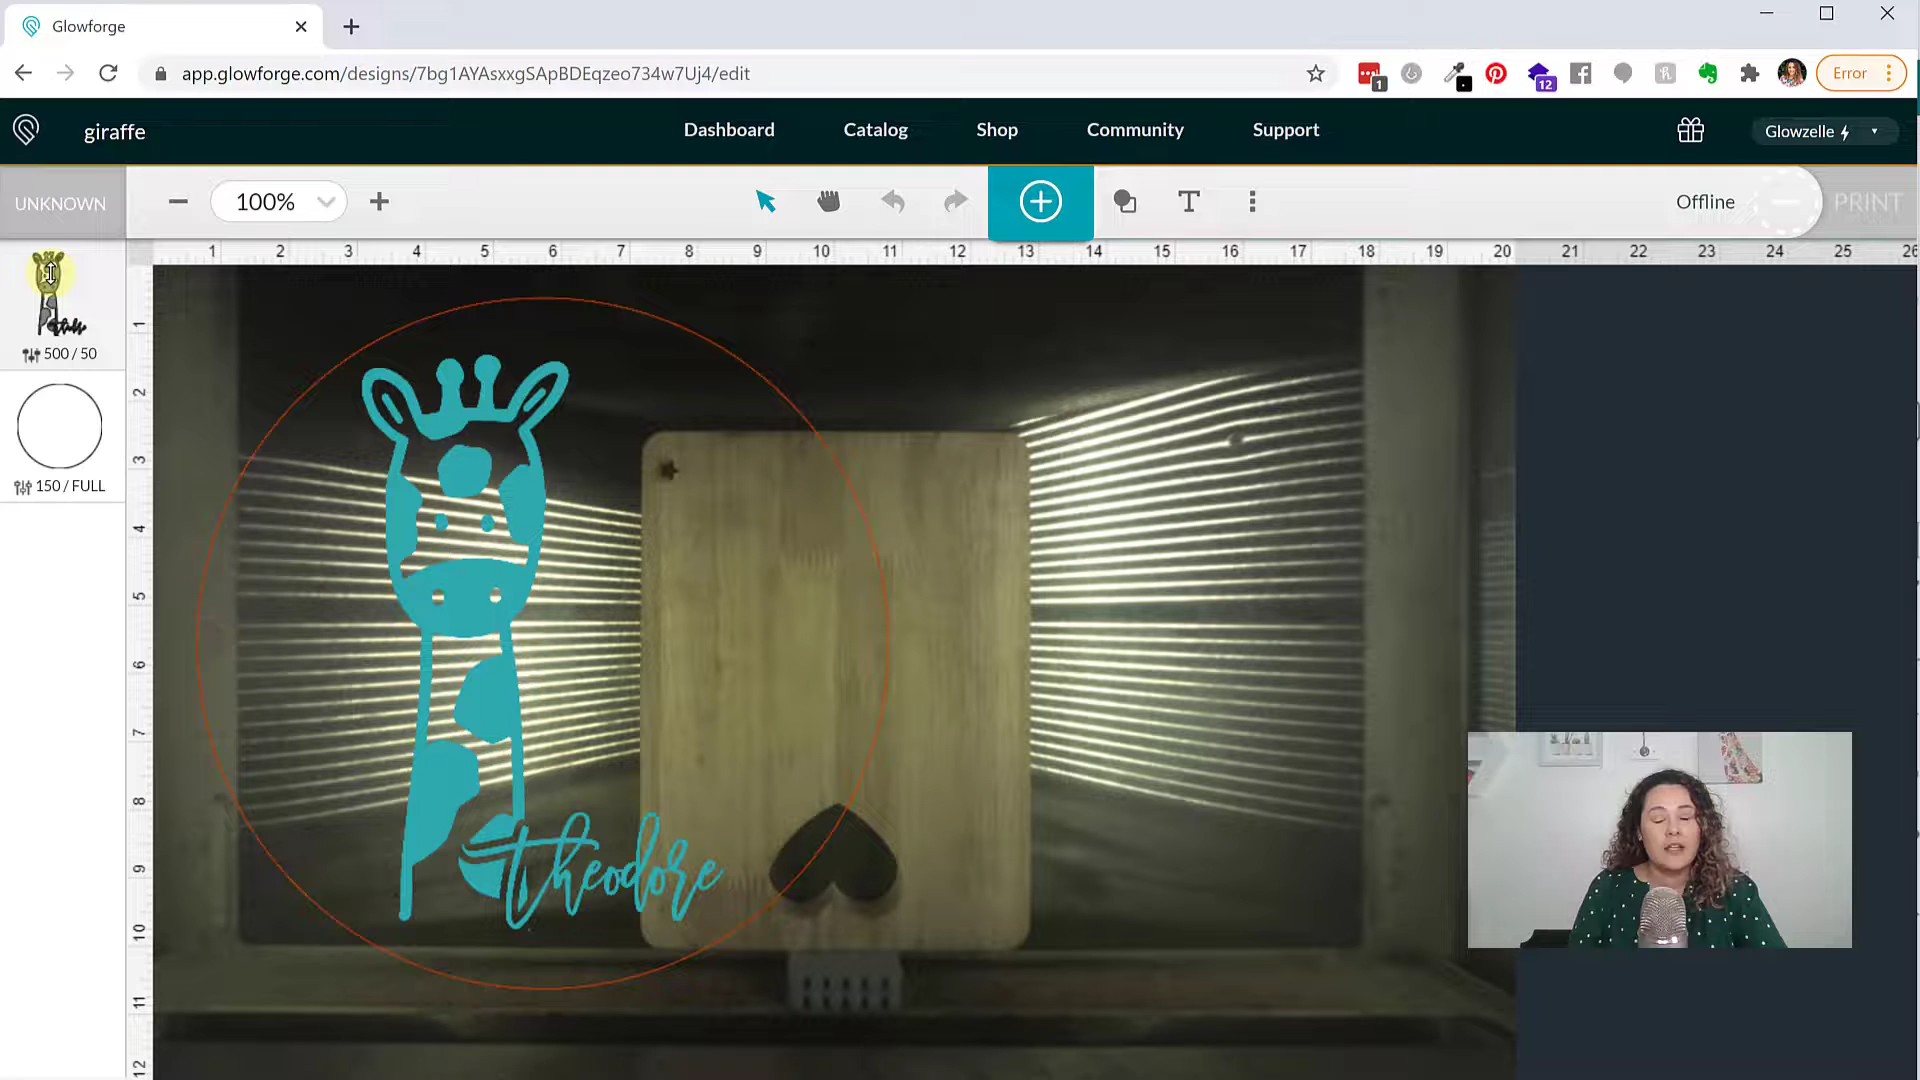 Glowforge
app.glowforge.com/designs/7bg1AYAsxxgSApBDEqzeo734w7Uj4/edit
1
12
Error
giraffe
Dashboard
Catalog
Shop
Community
Support
Glowzelle
UNKNOWN
100%
T
Offline
PRINT
1 2 3 4 5 6 7 8 9 10 11 12 13 14 15 16 17 18 19 20 21 22 23 24 25 26
500 / 50
150 / FULL
1
2
3
4
5
6
7
8
9
10
11
12
theodore